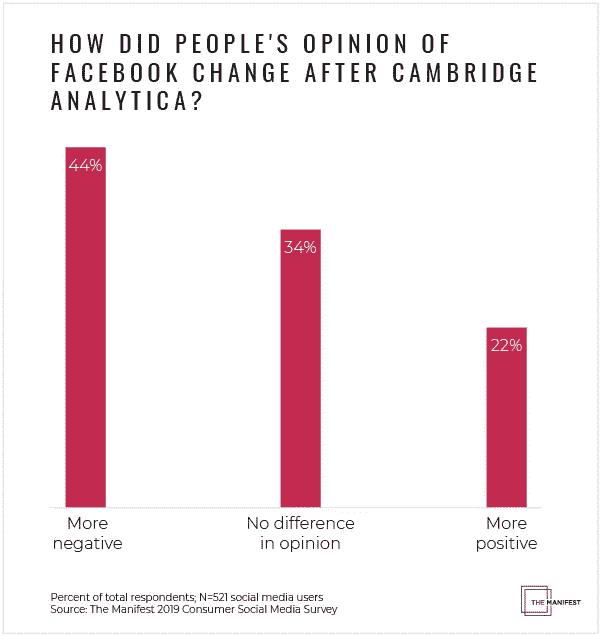 HOW DID PEOPLE'S OPINION OF
FACEBOOK CHANGE AFTER CAMBRIDGE
ANALYTICA?
44%
34%
22%
More
negative
No difference
in opinion
More
positive
Percent of total respondents; N=521 social media users
Source: The Manifest 2019 Consumer Social Media Survey
THE MANIFEST